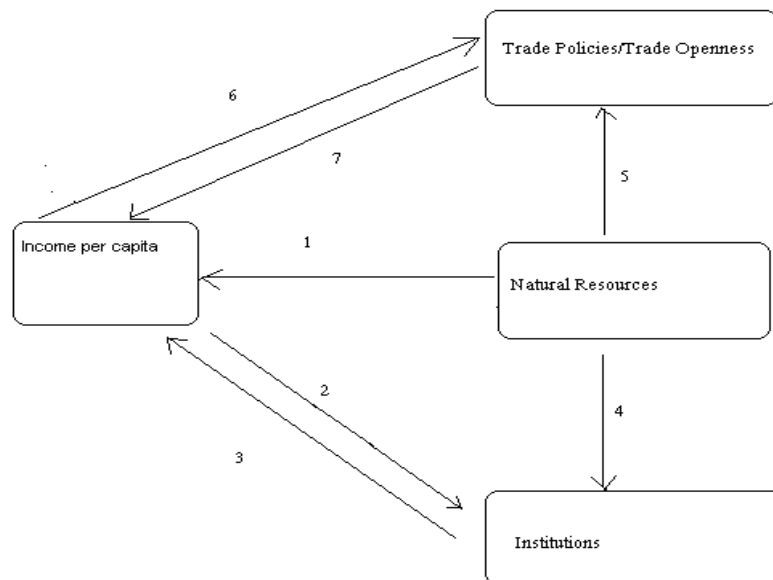 Trade Policies/Trade Openness
6
7
5
Income per capita
1
Natural Resources
2
4
3
Institutions